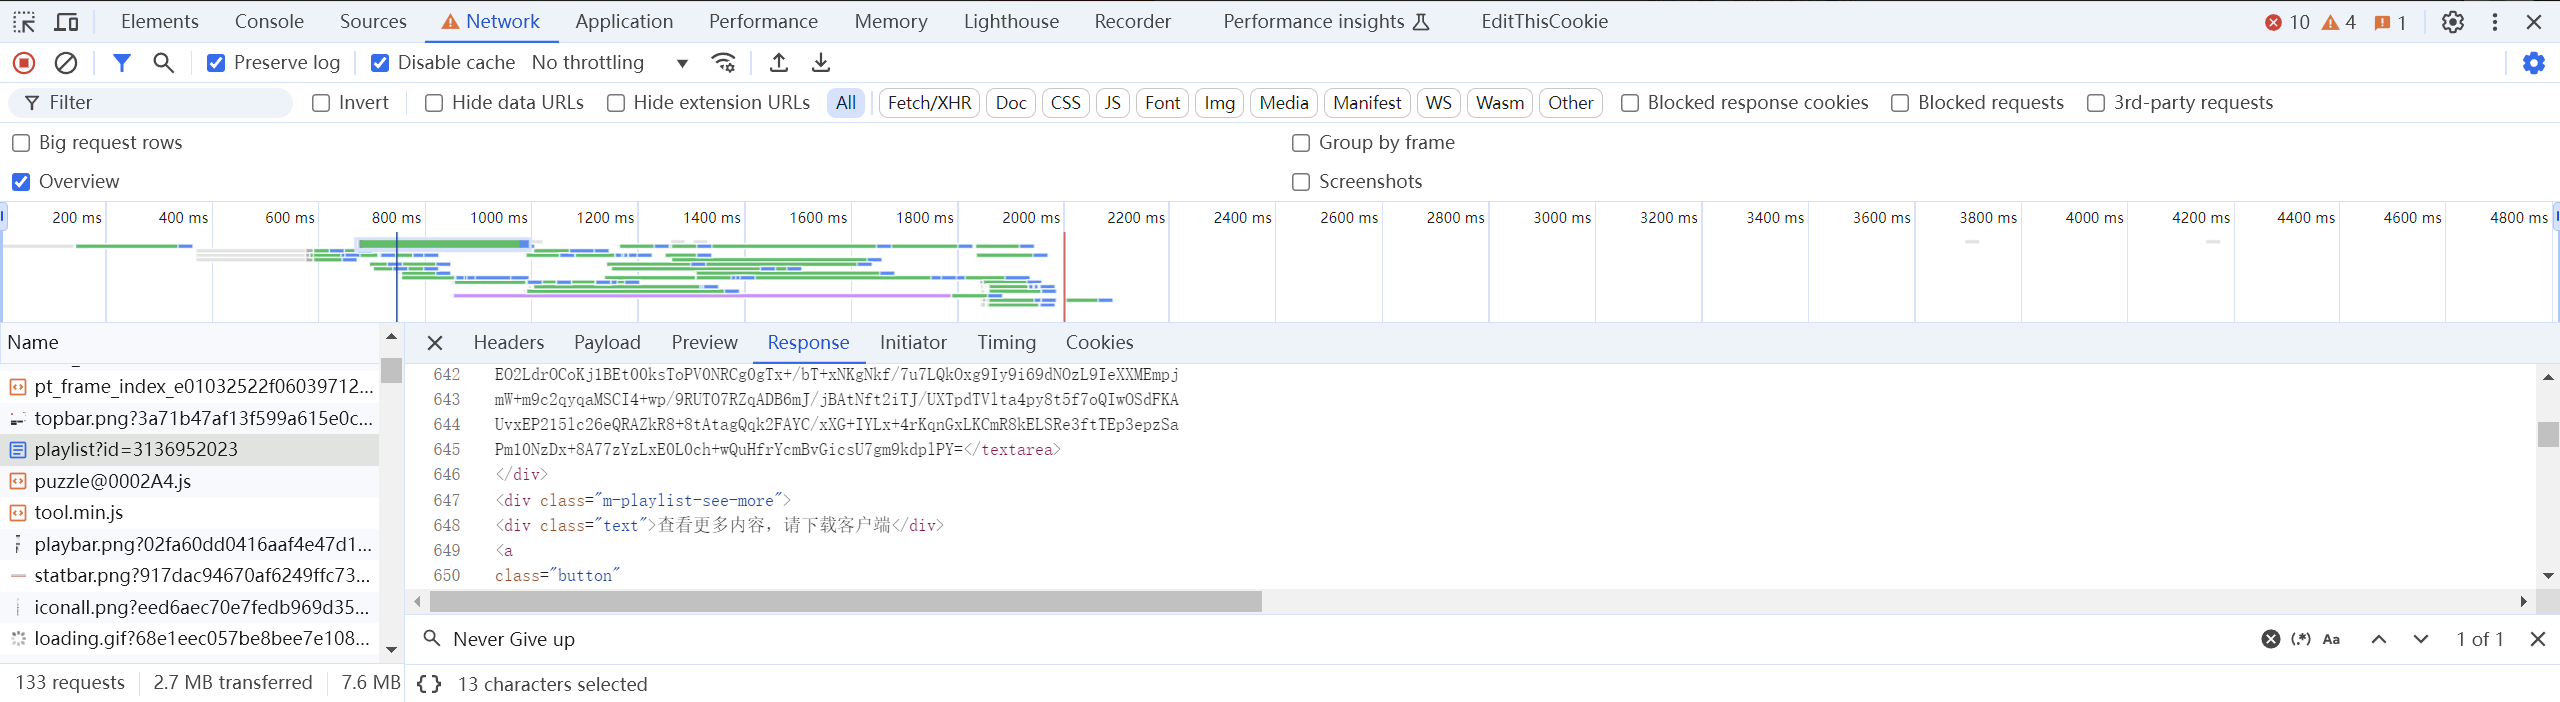 Elements Console Sources Network Application Performance Memory Lighthouse Recorder Performance insights EditThisCookie 10 4 1
Preserve log Disable cache No throttling
Filter Invert Hide data URLs Hide extension URLs All Fetch/XHR Doc CSS JS Font Img Media Manifest WS Wasm Other Blocked response cookies Blocked requests 3rd-party requests
Big request rows Group by frame
Overview Screenshots
200 ms 400 ms 600 ms 800 ms 1000 ms 1200 ms 1400 ms 1600 ms 1800 ms 2000 ms 2200 ms 2400 ms 2600 ms 2800 ms 3000 ms 3200 ms 3400 ms 3600 ms 3800 ms 4000 ms 4200 ms 4400 ms 4600 ms 4800 ms
Name
pt_frame_index_e01032522f06039712...
topbar.png?3a71b47af13f599a615e0c...
playlist?id=3136952023
puzzle@0002A4.js
tool.min.js
playbar.png?02fa60dd0416aaf4e47d1...
statbar.png?917dac94670af6249ffc73...
iconall.png?eed6aec70e7fedb969d35...
loading.gif?68e1eec057be8bee7e108...
133 requests 2.7 MB transferred 7.6 MB
Headers Payload Preview Response Initiator Timing Cookies
642 EO2LdrOCoKj1BEt00ksToPV0NRCg0gTx+/bT+xNKgNkf/7u7LQkOxg9Iy9i69dNOzL9IeXXMEmpj
643 mW+m9c2qyqaMSCI4+wp/9RUTO7RZqADB6mJ/jBAtNft2iTJ/UXTpdTVlta4py8t5f7oQIwOSdFKA
644 UvxEP215lc26eQRAZkR8+8tAtagQqk2FAYC/xXG+IYLx+4rKqnGxLKCmR8kELSRe3ftTEp3epzSa
645 Pm10NzDx+8A77zYzLxE0L0ch+wQuHfrYcmBvGicsU7gm9kdplPY=</textarea>
646 </div>
647 <div class="m-playlist-see-more">
648 <div class="text">查看更多内容，请下载客户端</div>
649 <a
650 class="button"
Never Give up (.*) Aa 1 of 1
{} 13 characters selected